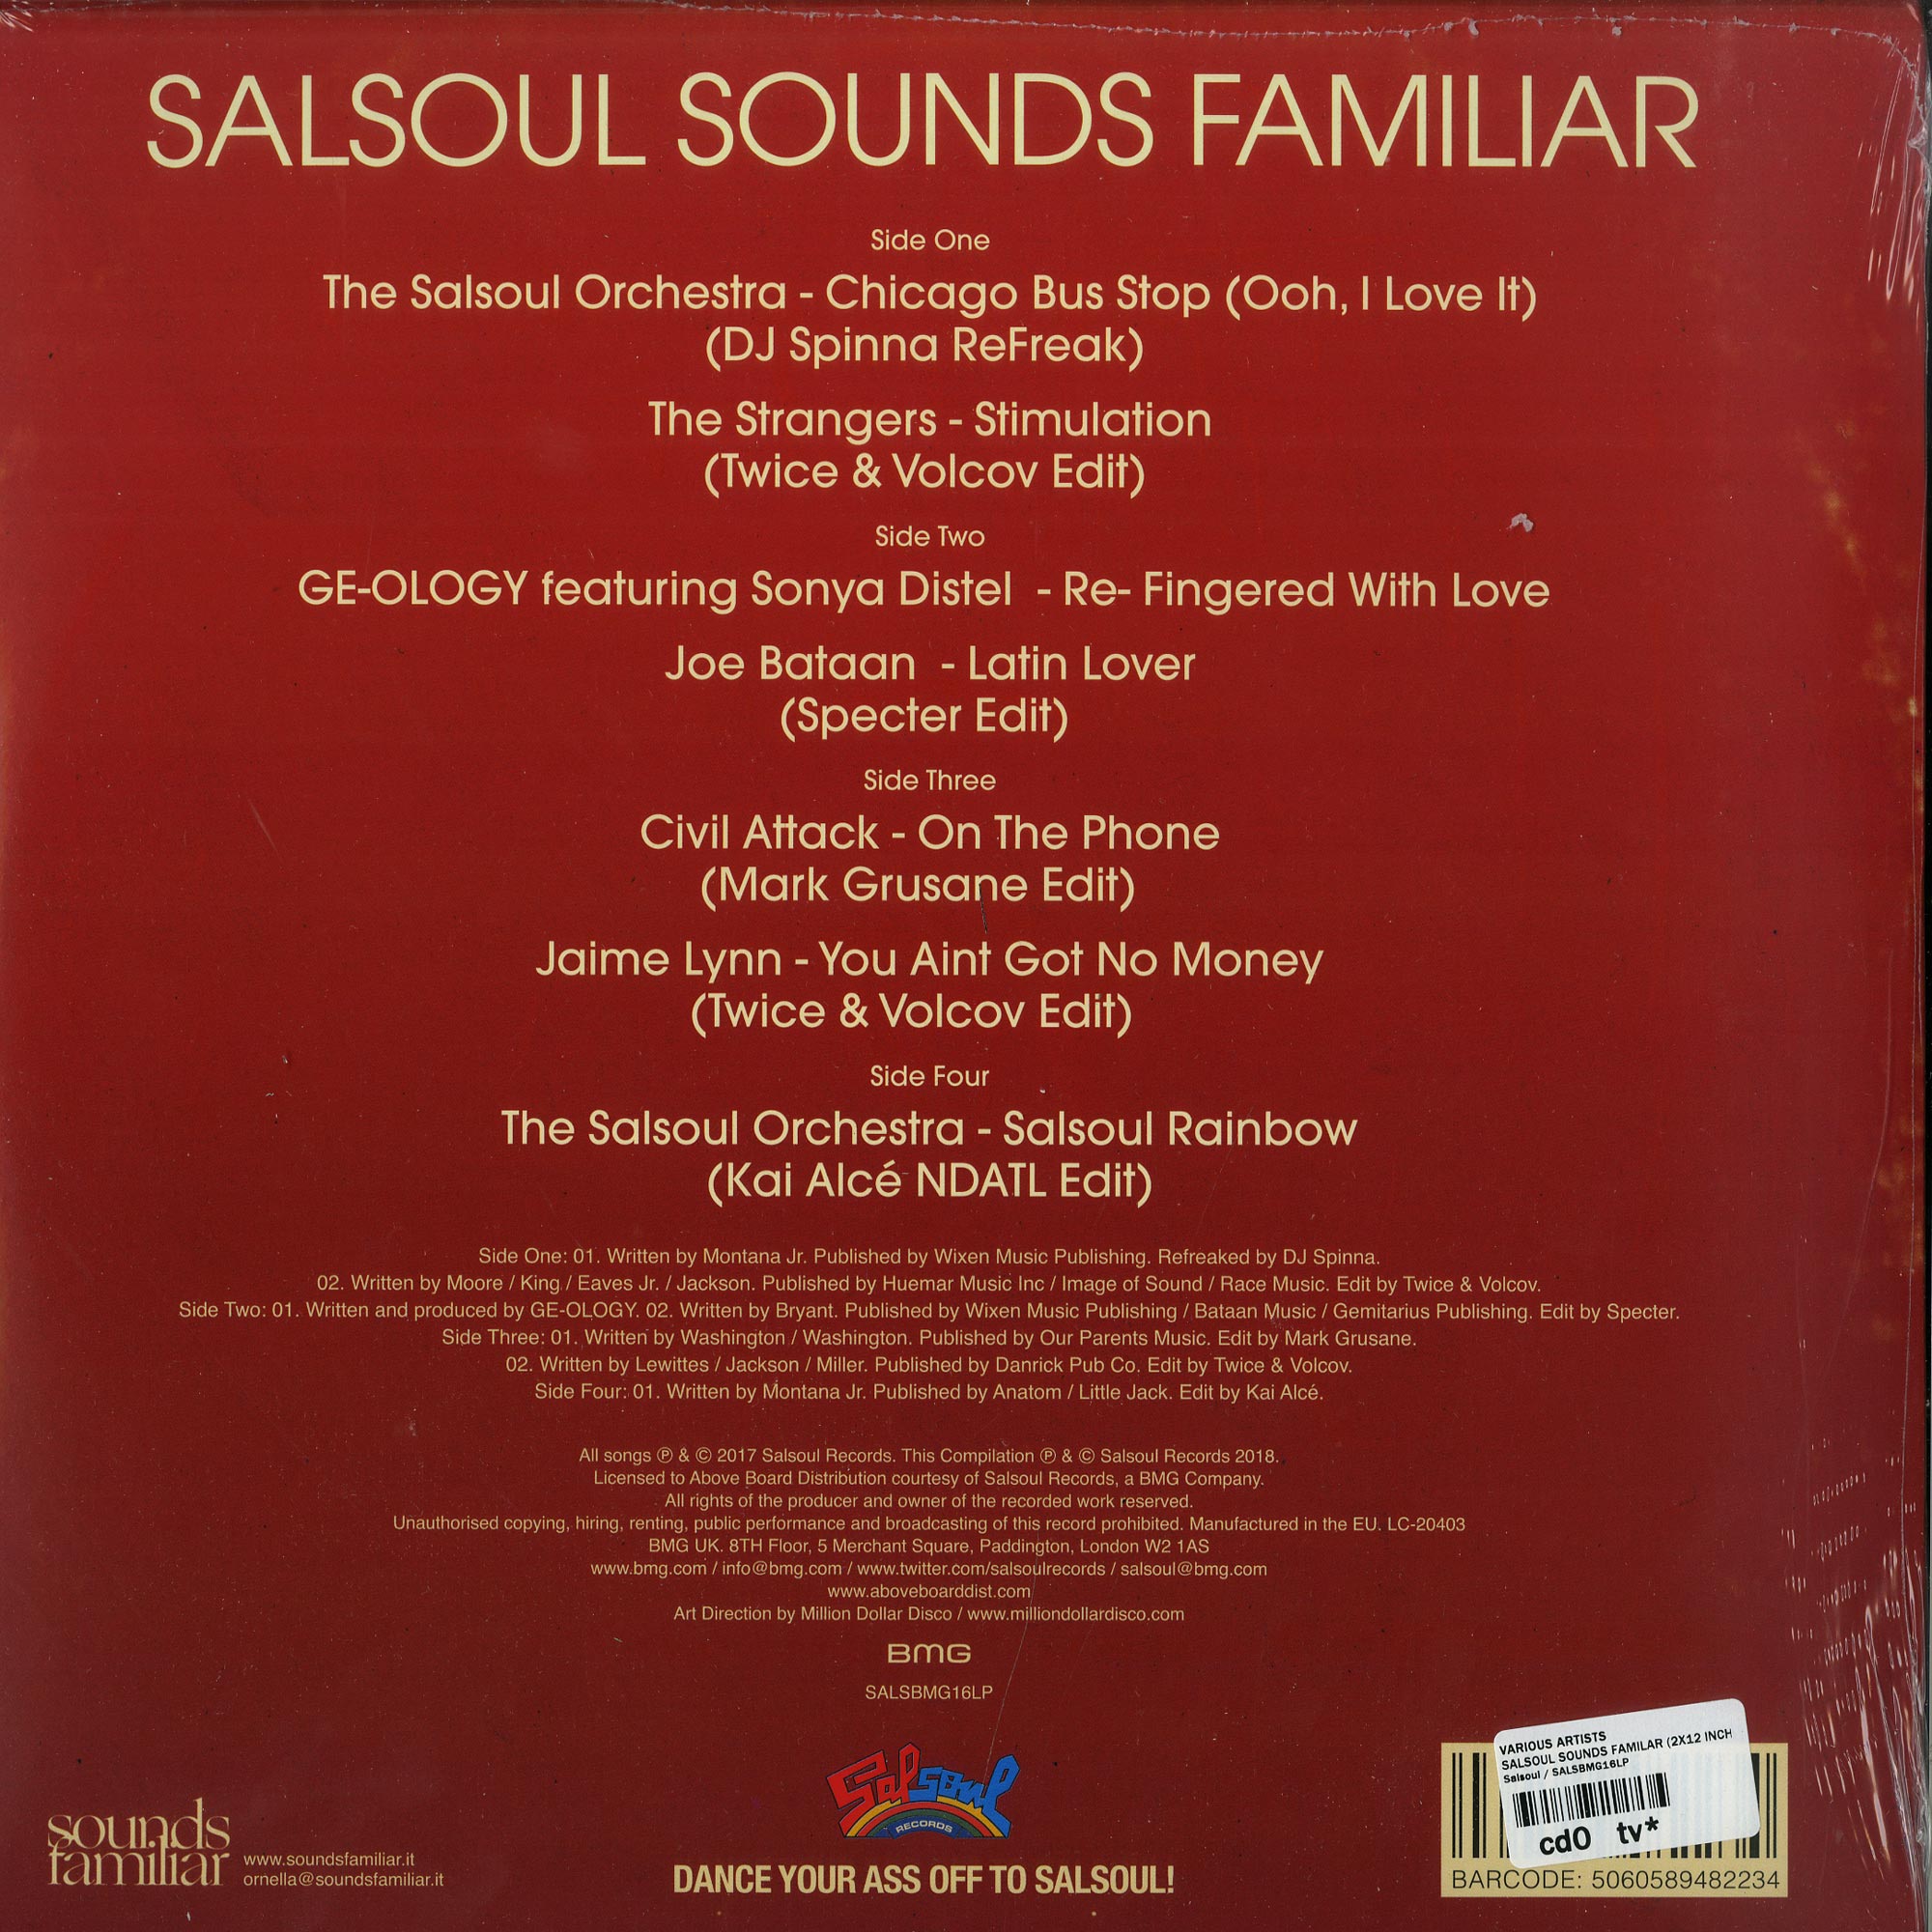 SALSOUL SOUNDS FAMILIAR
Side One
The Salsoul Orchestra - Chicago Bus Stop (Ooh, I Love It)
(DJ Spinna ReFreak)
The Strangers - Stimulation
(Twice & Volcov Edit)
Side Two
GE-OLOGY featuring Sonya Distel - Re- Fingered With Love
Joe Bataan - Latin Lover
(Specter Edit)
Side Three
Civil Attack - On The Phone
(Mark Grusane Edit)
Jaime Lynn - You Aint Got No Money
(Twice & Volcov Edit)
Side Four
The Salsoul Orchestra - Salsoul Rainbow
(Kai Alcé NDATL Edit)
Side One: 01. Written by Montana Jr. Published by Wixen Music Publishing. Refreaked by DJ Spinna.
02. Written by Moore / King / Eaves Jr. / Jackson. Published by Huemar Music Inc / Image of Sound / Race Music. Edit by Twice & Volcov.
Side Two: 01. Written and produced by GE-OLOGY. 02. Written by Bryant. Published by Wixen Music Publishing / Bataan Music / Gemitarius Publishing. Edit by Specter.
Side Three: 01. Written by Washington / Washington. Published by Our Parents Music. Edit by Mark Grusane.
02. Written by Lewittes / Jackson / Miller. Published by Danrick Pub Co. Edit by Twice & Volcov.
Side Four: 01. Written by Montana Jr. Published by Anatom / Little Jack. Edit by Kai Alcé.
All songs ℗ & © 2017 Salsoul Records. This Compilation ℗ & © Salsoul Records 2018.
Licensed to Above Board Distribution courtesy of Salsoul Records, a BMG Company.
All rights of the producer and owner of the recorded work reserved.
Unauthorised copying, hiring, renting, public performance and broadcasting of this record prohibited. Manufactured in the EU. LC-20403
BMG UK. 8TH Floor, 5 Merchant Square, Paddington, London W2 1AS
www.bmg.com / info@bmg.com / www.twitter.com/salsoulrecords / salsoul@bmg.com
www.aboveboarddist.com
Art Direction by Million Dollar Disco / www.milliondollardisco.com
BMG
SALSBMG16LP
Salsoul
RECORDS
DANCE YOUR ASS OFF TO SALSOUL!
sounds
familiar
www.soundsfamiliar.it
ornella@soundsfamiliar.it
VARIOUS ARTISTS
SALSOUL SOUNDS FAMILAR (2X12 INCH
Salsoul / SALSBMG16LP
cd0 tv*
BARCODE: 5060589482234